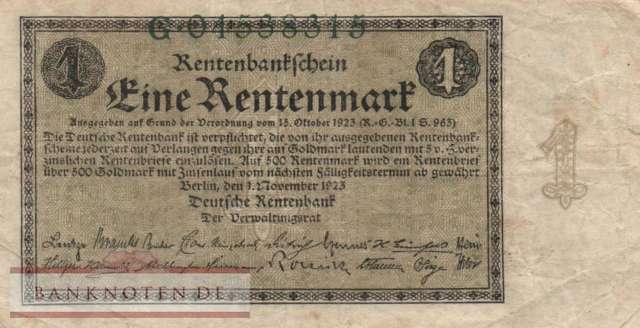 G·01588315
1 1
Rentenbankschein
Eine Rentenmark
Ausgegeben auf Grund der Verordnung vom 15. Oktober 1923 (R.-G.-Bl. I S. 963)
Die Deutsche Rentenbank ist verpflichtet, die von ihr ausgegebenen Rentenbank-
scheine jederzeit auf Verlangen gegen ihre auf Goldmark lautenden mit 5 v. H. ver-
zinslichen Rentenbriefe einzulösen. Auf 500 Rentenmark wird ein Rentenbrief
über 500 Goldmark mit Zinsenlauf vom nächsten Fälligkeitstermin ab gewährt
Berlin, den 1. November 1923
Deutsche Rentenbank
Der Verwaltungsrat
1
BANKNOTEN.DE